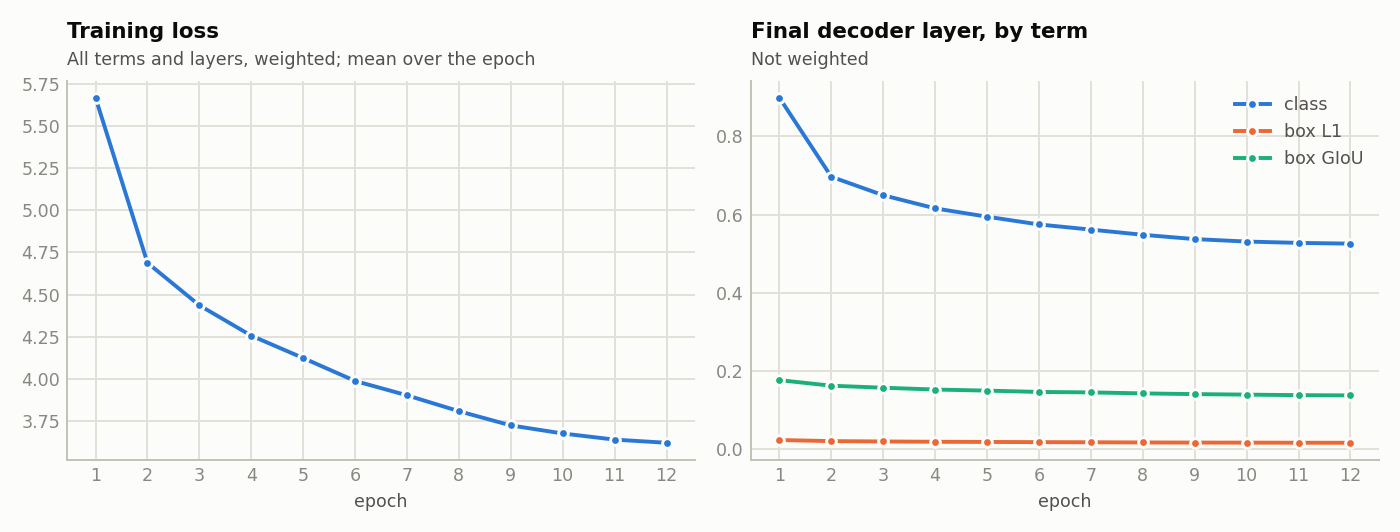 Training loss
All terms and layers, weighted; mean over the epoch
5.75
5.50
5.25
5.00
4.75
4.50
4.25
4.00
3.75
1 2 3 4 5 6 7 8 9 10 11 12
epoch
Final decoder layer, by term
Not weighted
class
box L1
box GIoU
0.8
0.6
0.4
0.2
0.0
1 2 3 4 5 6 7 8 9 10 11 12
epoch